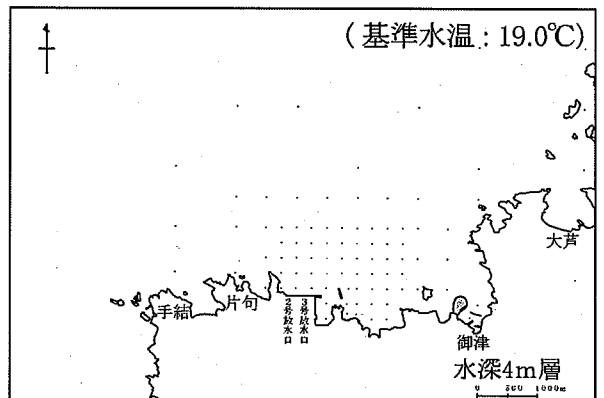 (基準水温:19.0℃)
大芦
手結
片句
2号放水口
3号放水口
御津
水深4m層
0 500 1000m